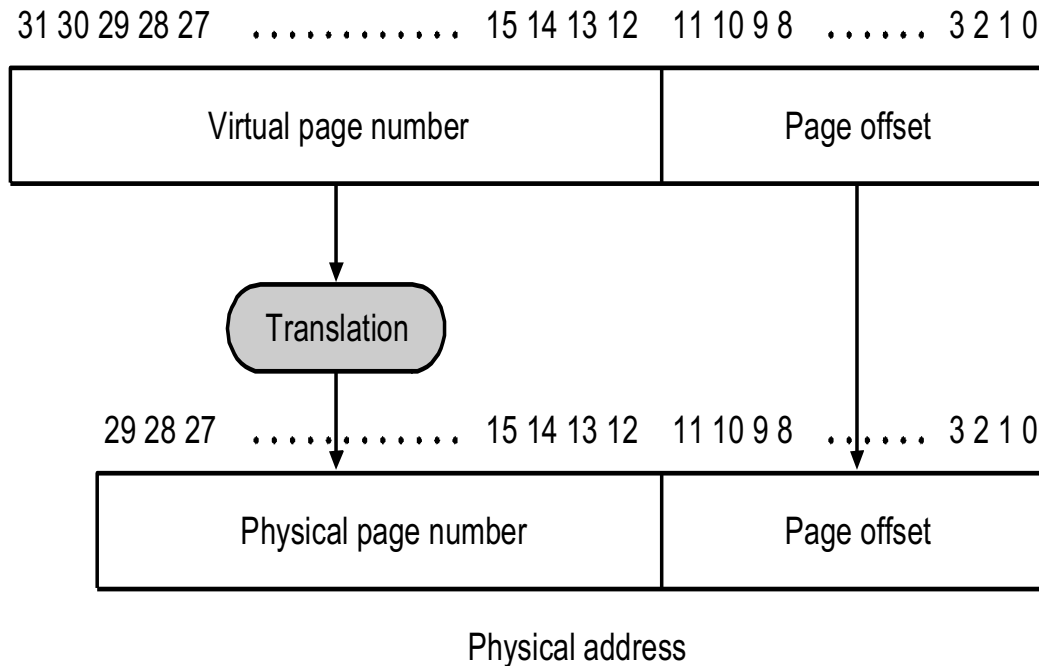 31 30 29 28 27 ............ 15 14 13 12 11 10 9 8 ...... 3 2 1 0
Virtual page number Page offset
Translation
29 28 27 ............ 15 14 13 12 11 10 9 8 ...... 3 2 1 0
Physical page number Page offset
Physical address